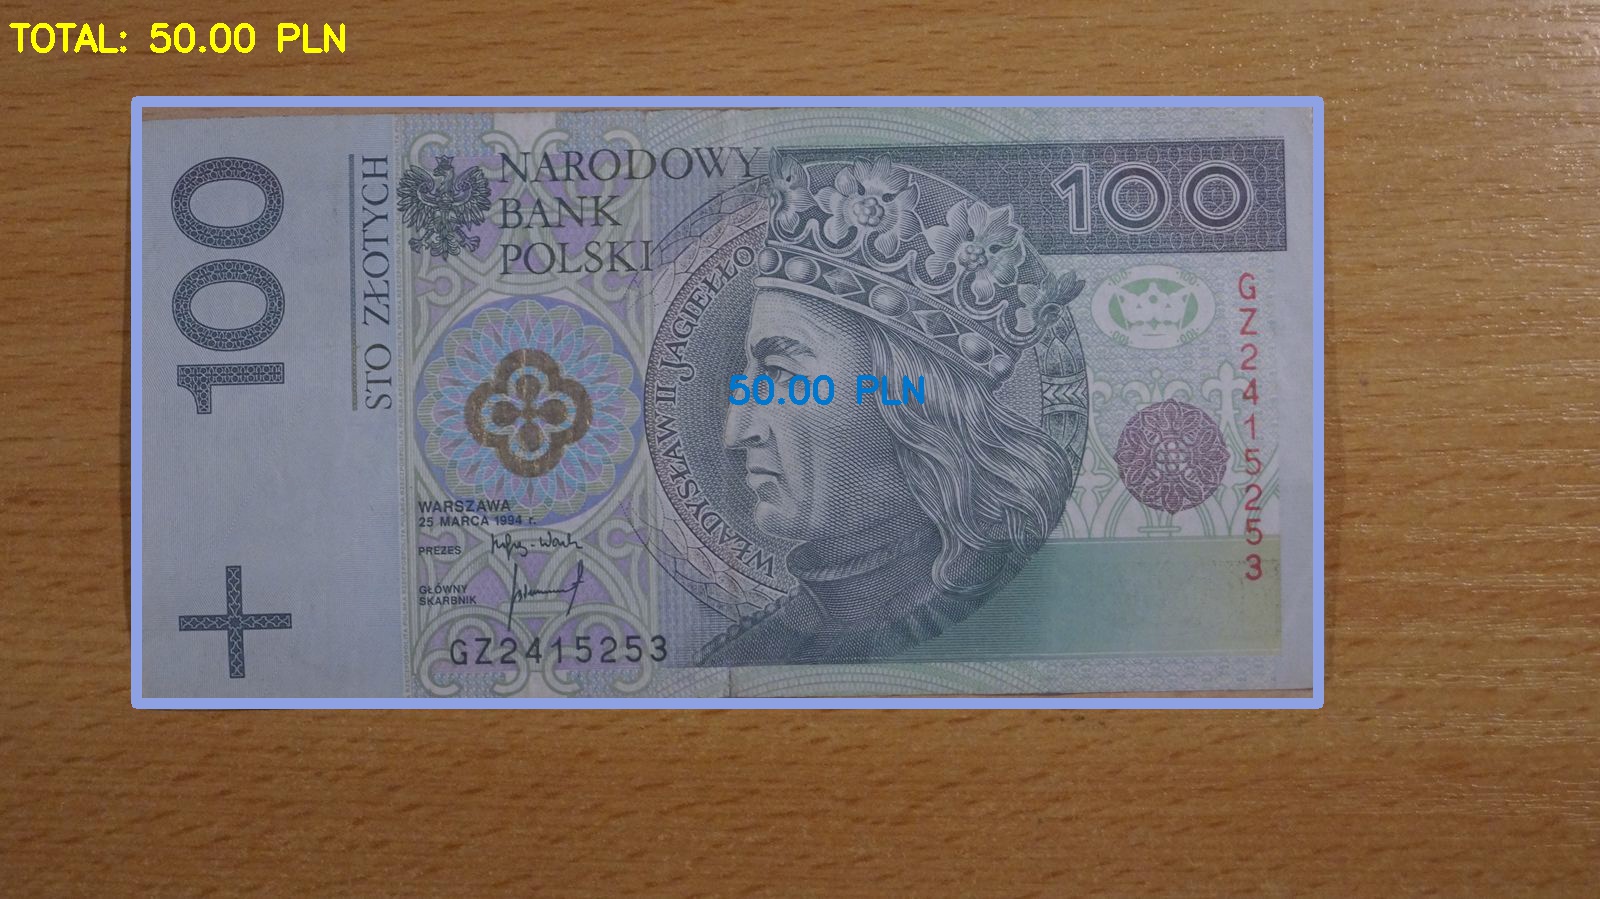 TOTAL: 50.00 PLN
100
STO ZŁOTYCH
NARODOWY
BANK
POLSKI
100
WŁADYSŁAW II JAGIEŁŁO
50.00 PLN
GZ2415253
WARSZAWA
25 MARCA 1994 r.
PREZES
GŁÓWNY
SKARBNIK
GZ2415253